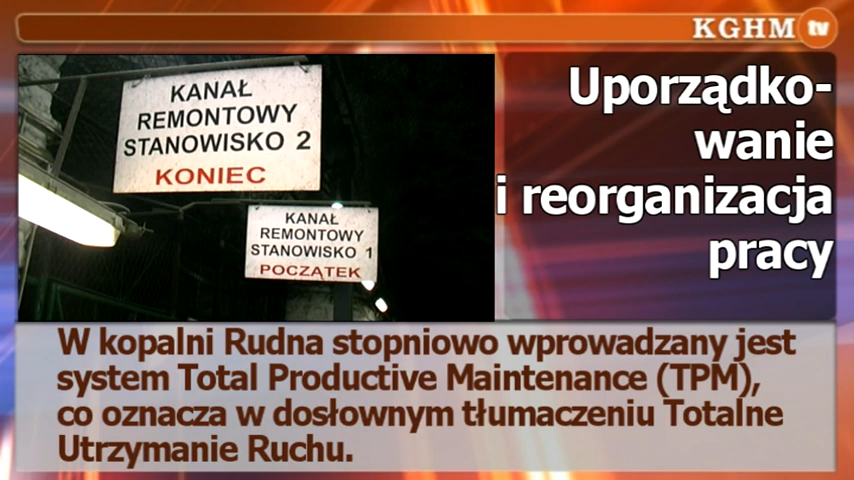 KGHM tv
KANAŁ
REMONTOWY
STANOWISKO 2
KONIEC
KANAŁ
REMONTOWY
STANOWISKO 1
POCZĄTEK
Uporządko-
wanie
i reorganizacja
pracy
W kopalni Rudna stopniowo wprowadzany jest
system Total Productive Maintenance (TPM),
co oznacza w dosłownym tłumaczeniu Totalne
Utrzymanie Ruchu.